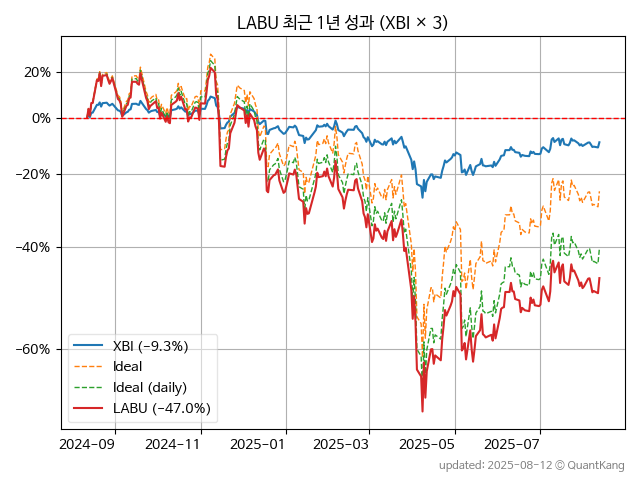 LABU 최근 1년 성과 (XBI × 3)
20%
0%
−20%
−40%
−60%
XBI (−9.3%)
Ideal
Ideal (daily)
LABU (−47.0%)
2024-09 2024-11 2025-01 2025-03 2025-05 2025-07
updated: 2025-08-12 © QuantKang